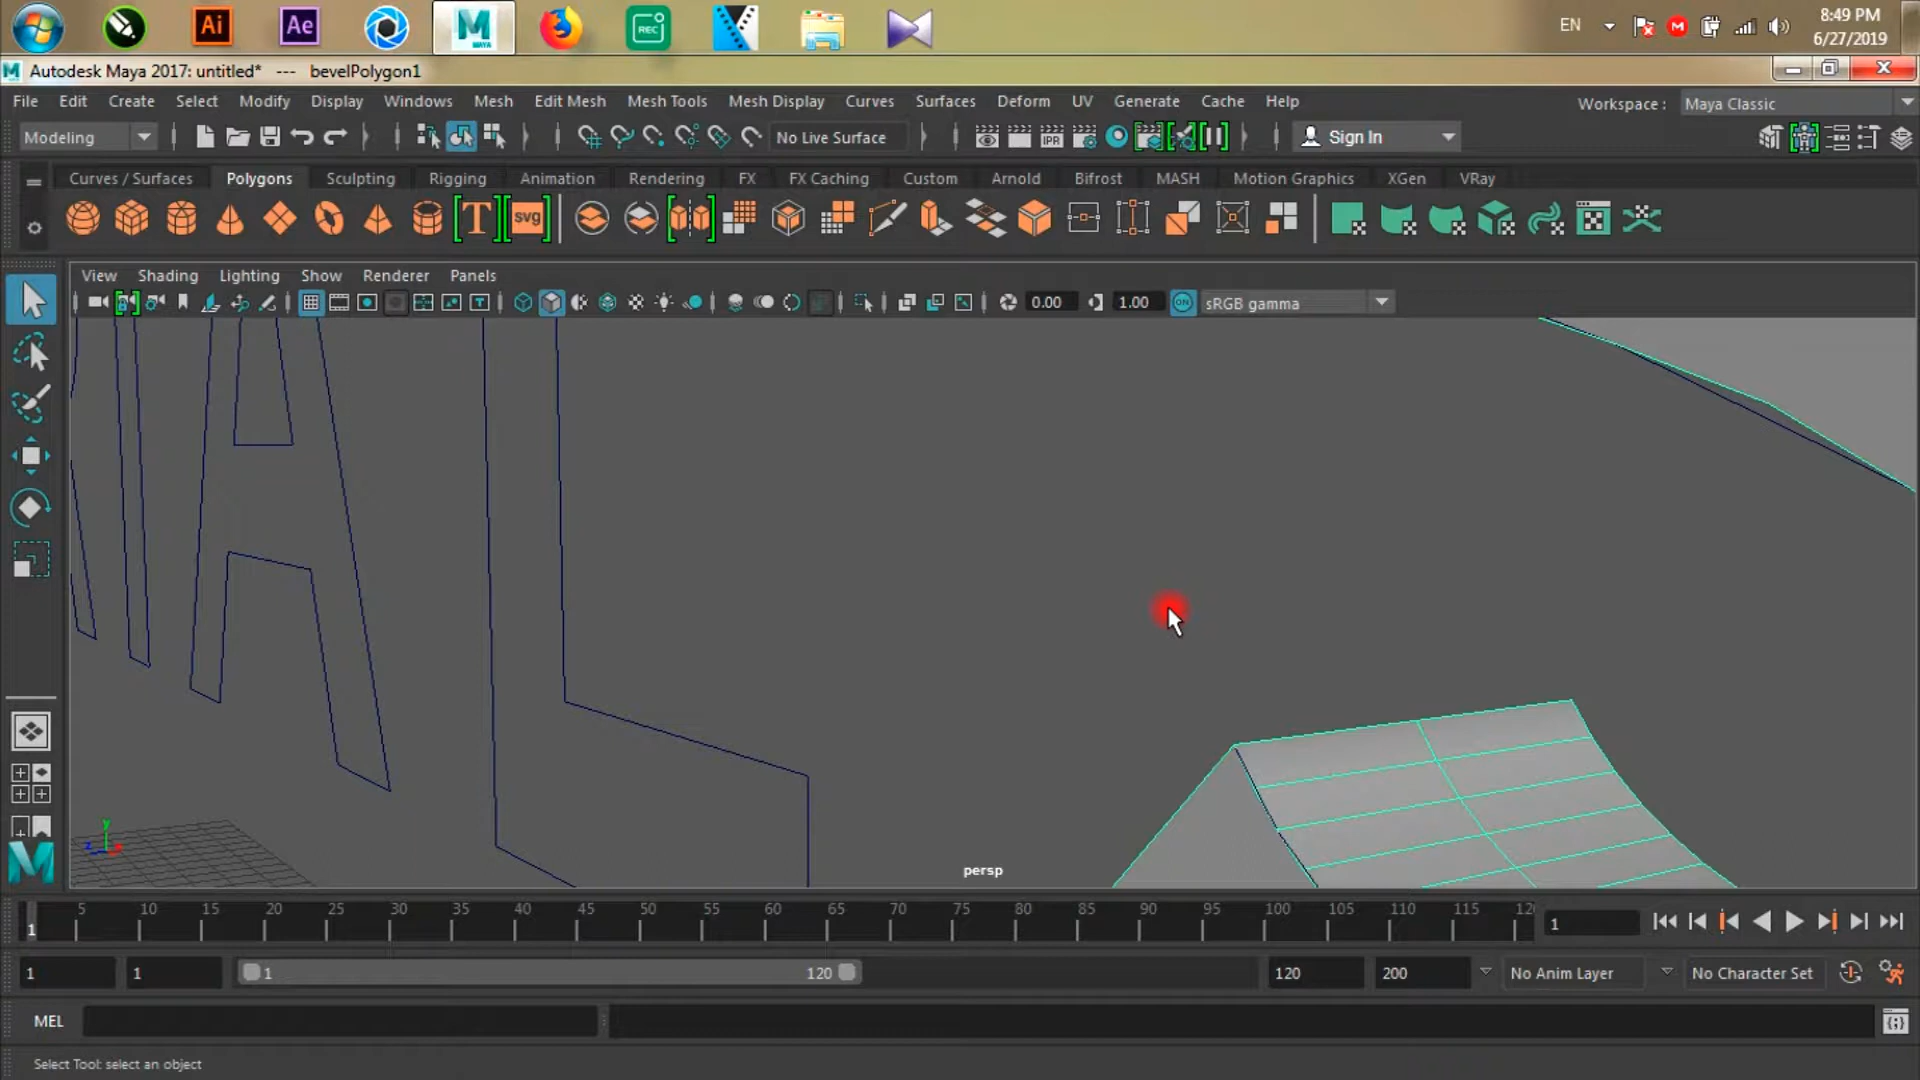 Ai
Ae
M
MAYA
REC
EN
8:49 PM
6/27/2019
M
Autodesk Maya 2017: untitled*   ---   bevelPolygon1
File Edit Create Select Modify Display Windows Mesh Edit Mesh Mesh Tools Mesh Display Curves Surfaces Deform UV Generate Cache Help
Workspace : Maya Classic
Modeling
No Live Surface
IPR
Sign In
Curves / Surfaces Polygons Sculpting Rigging Animation Rendering FX FX Caching Custom Arnold Bifrost MASH Motion Graphics XGen VRay
T
svg
View Shading Lighting Show Renderer Panels
0.00
1.00
ON
sRGB gamma
A
L
y
z
x
persp
M
5 10 15 20 25 30 35 40 45 50 55 60 65 70 75 80 85 90 95 100 105 110 115 12
1
1
1
1
1
120
120
200
No Anim Layer
No Character Set
MEL
Select Tool: select an object